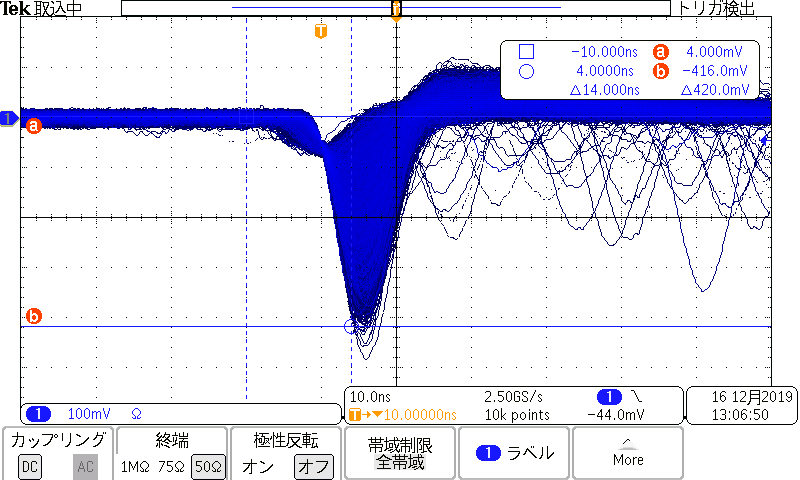 Tek 取込中 トリガ検出
T
T
-10.000ns a 4.000mV
4.0000ns b -416.0mV
Δ14.000ns Δ420.0mV
1
a
b
1 100mV Ω
10.0ns 2.50GS/s 1
T→▼10.00000ns 10k points -44.0mV
16 12月2019
13:06:50
カップリング
DC AC
終端
1MΩ 75Ω 50Ω
極性反転
オン オフ
帯域制限
全帯域
1 ラベル
More